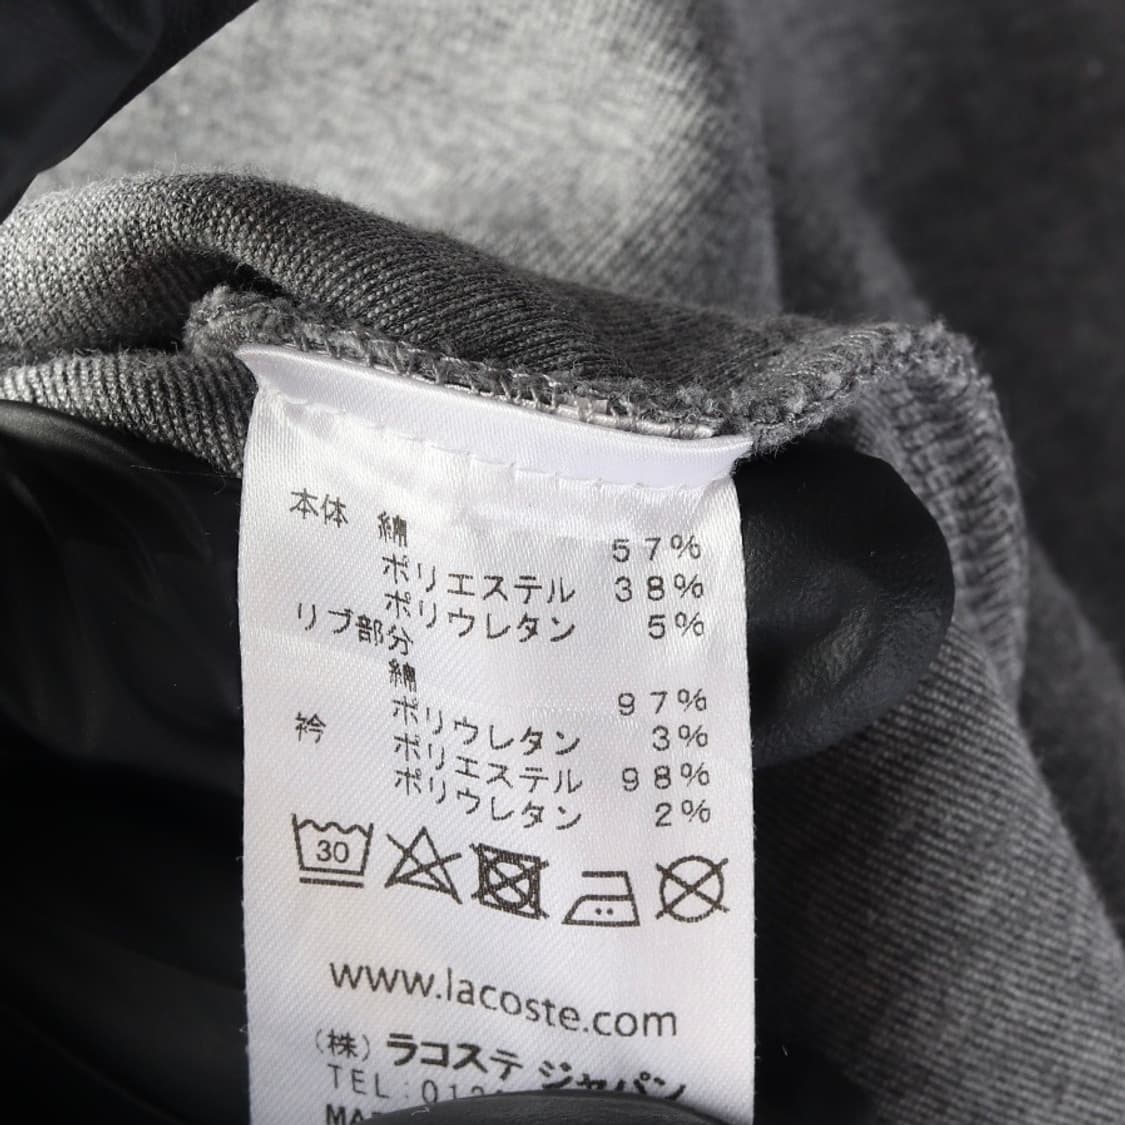 本体 綿 57%
ポリエステル 38%
ポリウレタン 5%
リブ部分
綿 97%
ポリウレタン 3%
衿 ポリエステル 98%
ポリウレタン 2%
30
www.lacoste.com
(株) ラコステ ジャパン
TEL:012